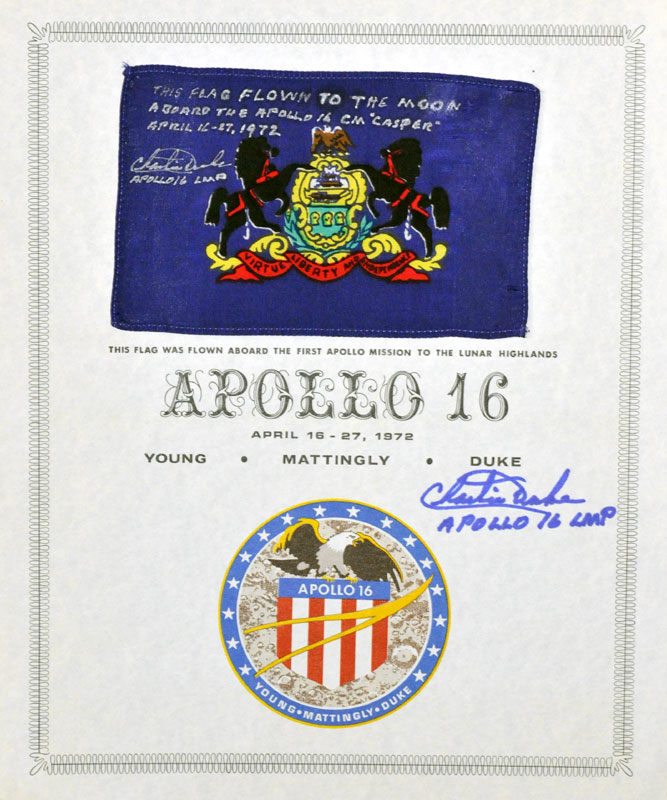 THIS FLAG FLOWN TO THE MOON
ABOARD THE APOLLO 16 CM "CASPER"
APRIL 16-27, 1972
Charlie Duke
APOLLO 16 LMP
VIRTUE LIBERTY AND INDEPENDENCE
THIS FLAG WAS FLOWN ABOARD THE FIRST APOLLO MISSION TO THE LUNAR HIGHLANDS
APOLLO 16
APRIL 16 - 27, 1972
YOUNG • MATTINGLY • DUKE
Charlie Duke
APOLLO 16 LMP
APOLLO 16
YOUNG•MATTINGLY•DUKE